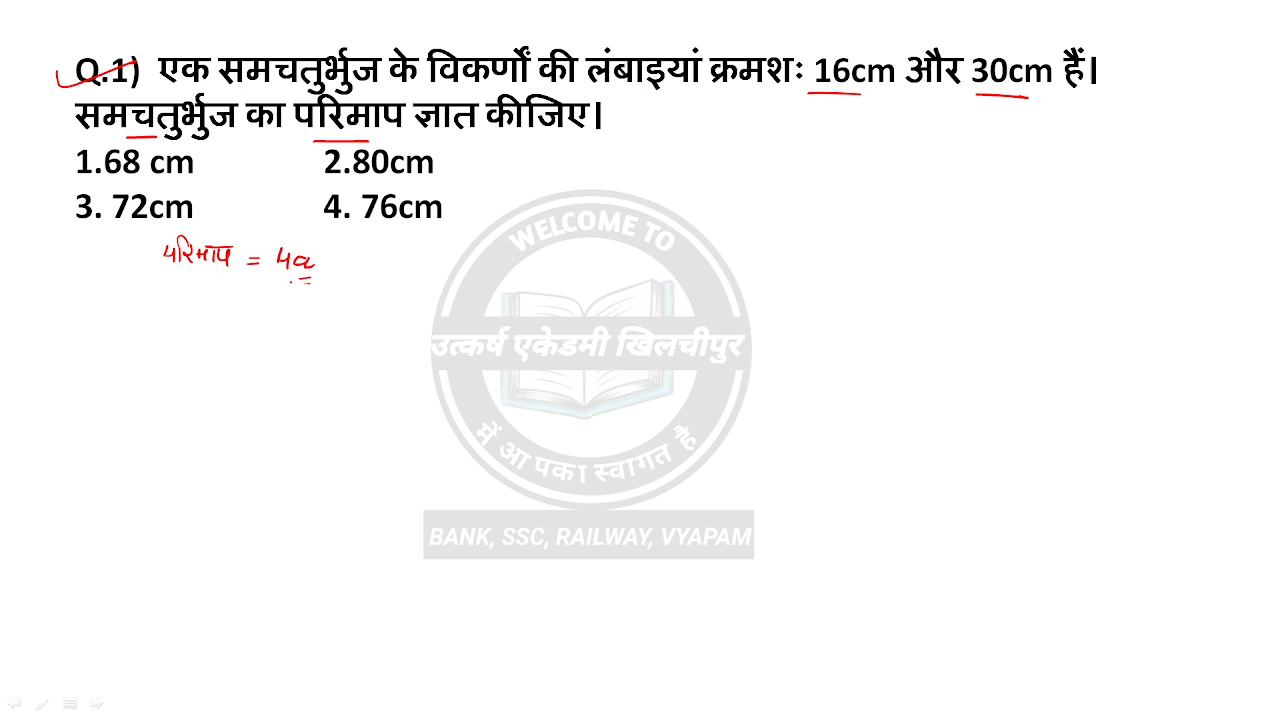 Q.1) एक समचतुर्भुज के विकर्णों की लंबाइयां क्रमशः 16cm और 30cm हैं।
समचतुर्भुज का परिमाप ज्ञात कीजिए।
1.68 cm 2.80cm
3. 72cm 4. 76cm
परिमाप = 4a
WELCOME TO
उत्कर्ष एकेडमी खिलचीपुर
में आपका स्वागत है
BANK, SSC, RAILWAY, VYAPAM